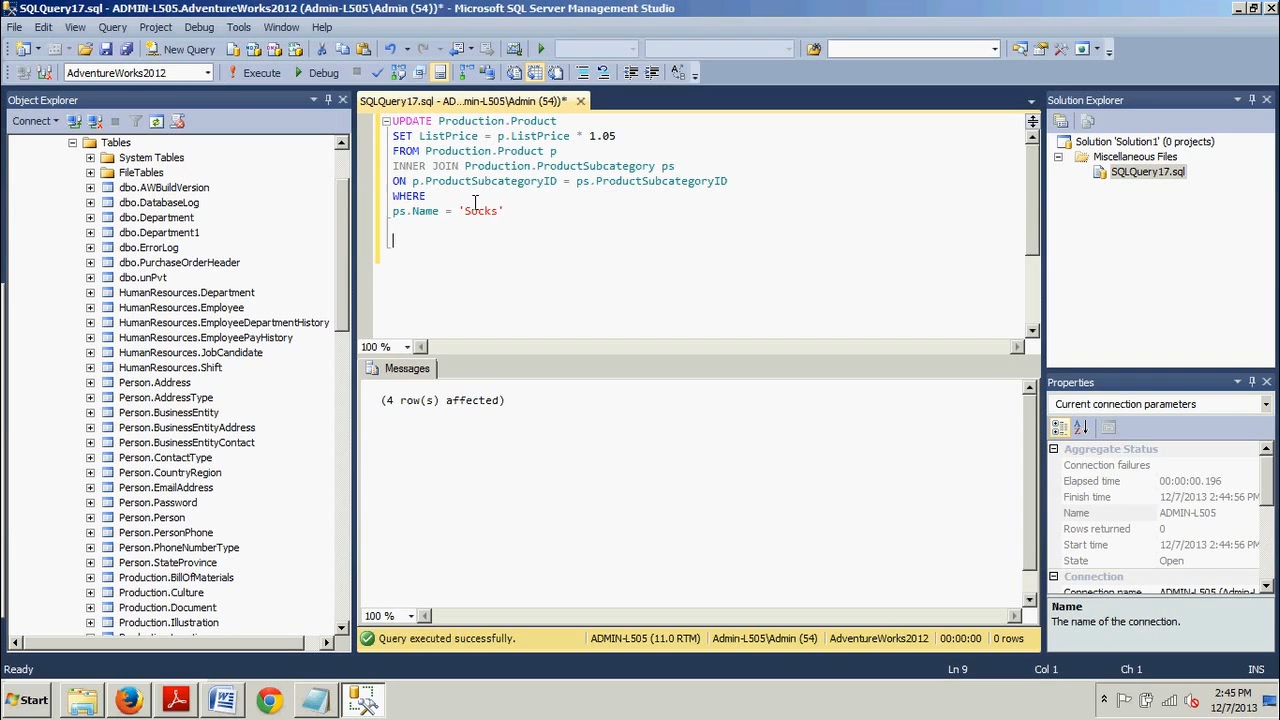 SQLQuery17.sql - ADMIN-L505.AdventureWorks2012 (Admin-L505\Admin (54))* - Microsoft SQL Server Management Studio
File Edit View Query Project Debug Tools Window Help
New Query
AdventureWorks2012 Execute Debug
Object Explorer
Connect
Tables
System Tables
FileTables
dbo.AWBuildVersion
dbo.DatabaseLog
dbo.Department
dbo.Department1
dbo.ErrorLog
dbo.PurchaseOrderHeader
dbo.unPvt
HumanResources.Department
HumanResources.Employee
HumanResources.EmployeeDepartmentHistory
HumanResources.EmployeePayHistory
HumanResources.JobCandidate
HumanResources.Shift
Person.Address
Person.AddressType
Person.BusinessEntity
Person.BusinessEntityAddress
Person.BusinessEntityContact
Person.ContactType
Person.CountryRegion
Person.EmailAddress
Person.Password
Person.Person
Person.PersonPhone
Person.PhoneNumberType
Person.StateProvince
Production.BillOfMaterials
Production.Culture
Production.Document
Production.Illustration
SQLQuery17.sql - AD...min-L505\Admin (54))*
UPDATE Production.Product
SET ListPrice = p.ListPrice * 1.05
FROM Production.Product p
INNER JOIN Production.ProductSubcategory ps
ON p.ProductSubcategoryID = ps.ProductSubcategoryID
WHERE
ps.Name = 'Socks'
100 %
Messages
(4 row(s) affected)
100 %
Query executed successfully. ADMIN-L505 (11.0 RTM) Admin-L505\Admin (54) AdventureWorks2012 00:00:00 0 rows
Solution Explorer
Solution 'Solution1' (0 projects)
Miscellaneous Files
SQLQuery17.sql
Properties
Current connection parameters
Aggregate Status
Connection failures
Elapsed time 00:00:00.196
Finish time 12/7/2013 2:44:56 PM
Name ADMIN-L505
Rows returned 0
Start time 12/7/2013 2:44:56 PM
State Open
Connection
Connection name ADMIN-L505 (Admin-L
Name
The name of the connection.
Ready Ln 9 Col 1 Ch 1 INS
Start 2:45 PM
12/7/2013